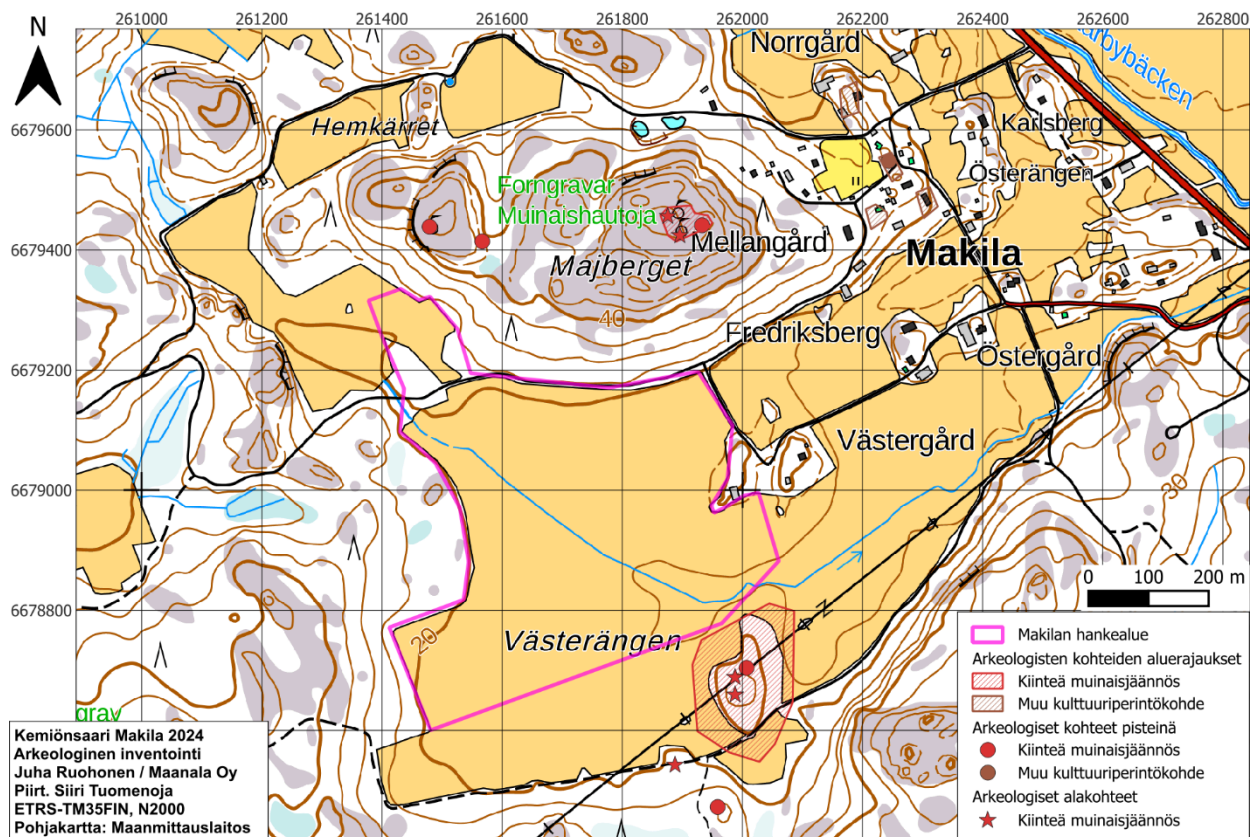 261000 261200 261400 261600 261800 262000 262200 262400 262600 262800
N
Norrgård
rbybäcken
Hemkärret
Karlsberg
6679600
Österängen
Forngravar
Muinaishautoja
Mellangård
Makila
Majberget
6679400
40
Fredriksberg
Östergård
6679200
Västergård
6679000
30
0 100 200 m
6678800
Västerängen
20
grav
Makilan hankealue
Arkeologisten kohteiden aluerajaukset
Kiinteä muinaisjäännös
Muu kulttuuriperintökohde
Arkeologiset kohteet pisteinä
Kiinteä muinaisjäännös
Muu kulttuuriperintökohde
Arkeologiset alakohteet
Kiinteä muinaisjäännös
Kemiönsaari Makila 2024
Arkeologinen inventointi
Juha Ruohonen / Maanala Oy
Piirt. Siiri Tuomenoja
ETRS-TM35FIN, N2000
Pohjakartta: Maanmittauslaitos